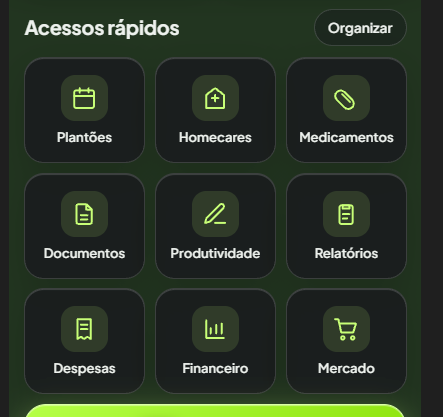 Acessos rápidos
Organizar
Plantões
Homecares
Medicamentos
Documentos
Produtividade
Relatórios
Despesas
Financeiro
Mercado